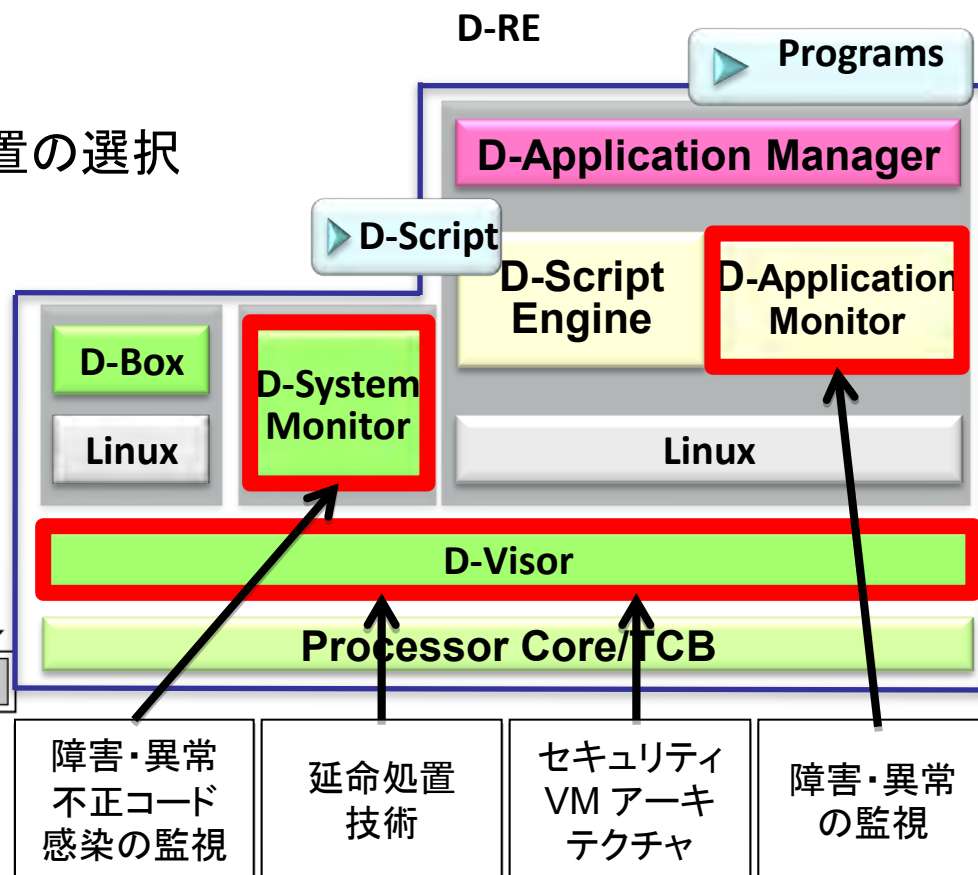 D-RE
Programs
置の選択
D-Application Manager
D-Script
D-Script
Engine
D-Application
Monitor
D-Box
D-System
Monitor
Linux
Linux
D-Visor
Processor Core/TCB
障害・異常
不正コード
感染の監視
延命処置
技術
セキュリティ
VM アーキ
テクチャ
障害・異常
の監視